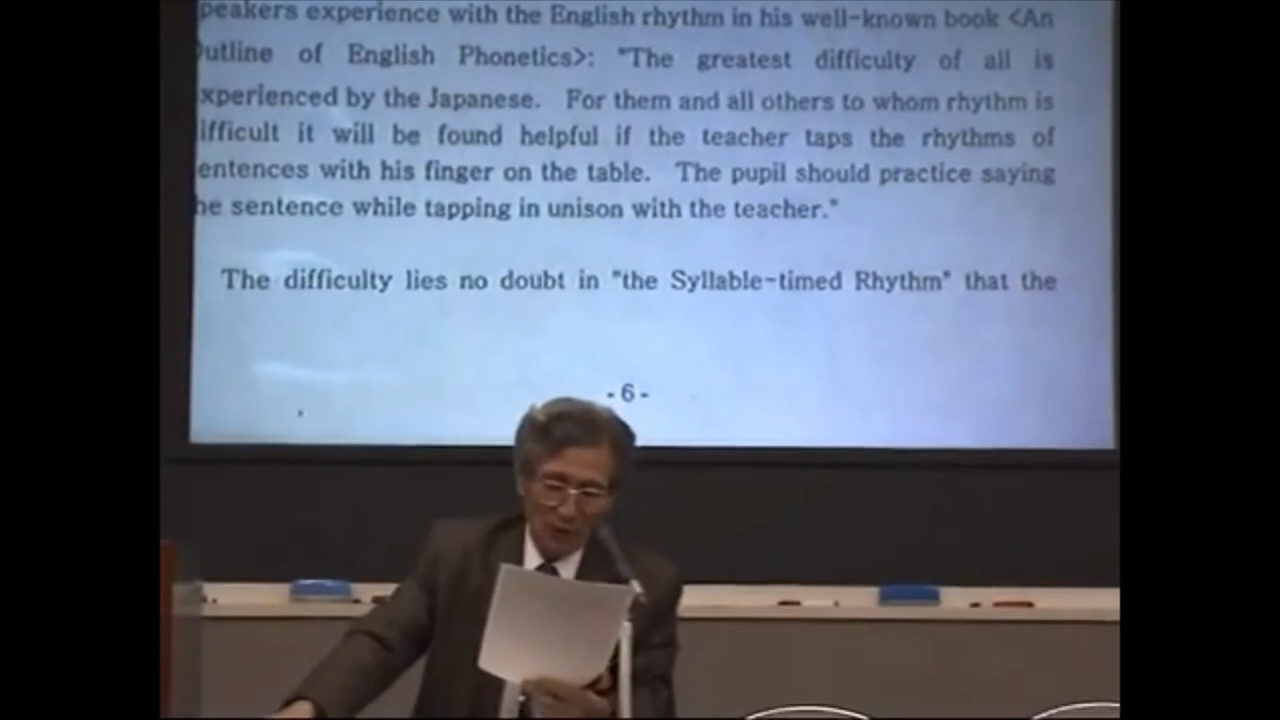 peakers experience with the English rhythm in his well-known book <An
utline of English Phonetics>: "The greatest difficulty of all is
xperienced by the Japanese. For them and all others to whom rhythm is
ifficult it will be found helpful if the teacher taps the rhythms of
entences with his finger on the table. The pupil should practice saying
he sentence while tapping in unison with the teacher."
The difficulty lies no doubt in "the Syllable-timed Rhythm" that the
-6-